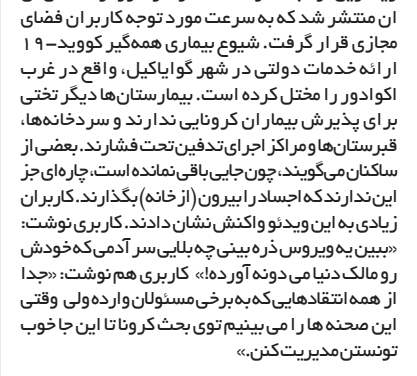 ان منتشر شد که به سرعت مورد توجه کاربران فضای
مجازی قرار گرفت. شیوع بیماری همه‌گیر کووید-۱۹
ارائه خدمات دولتی در شهر گوایاکیل، واقع در غرب
اکوادور را مختل کرده است. بیمارستان‌ها دیگر تختی
برای پذیرش بیماران کرونایی ندارند و سردخانه‌ها،
قبرستان‌ها و مراکز اجرای تدفین تحت فشارند. بعضی از
ساکنان می‌گویند، چون جایی باقی نمانده است، چاره‌ای جز
این ندارند که اجساد را بیرون (از خانه) بگذارند. کاربران
زیادی به این ویدئو واکنش نشان دادند. کاربری نوشت:
«ببین یه ویروس ذره بینی چه بلایی سر آدمی که خودش
رو مالک دنیا می دونه آورده!» کاربری هم نوشت: «جدا
از همه انتقادهایی که به برخی مسئولان وارده ولی وقتی
این صحنه ها را می بینیم توی بحث کرونا تا این جا خوب
تونستن مدیریت کنن.»